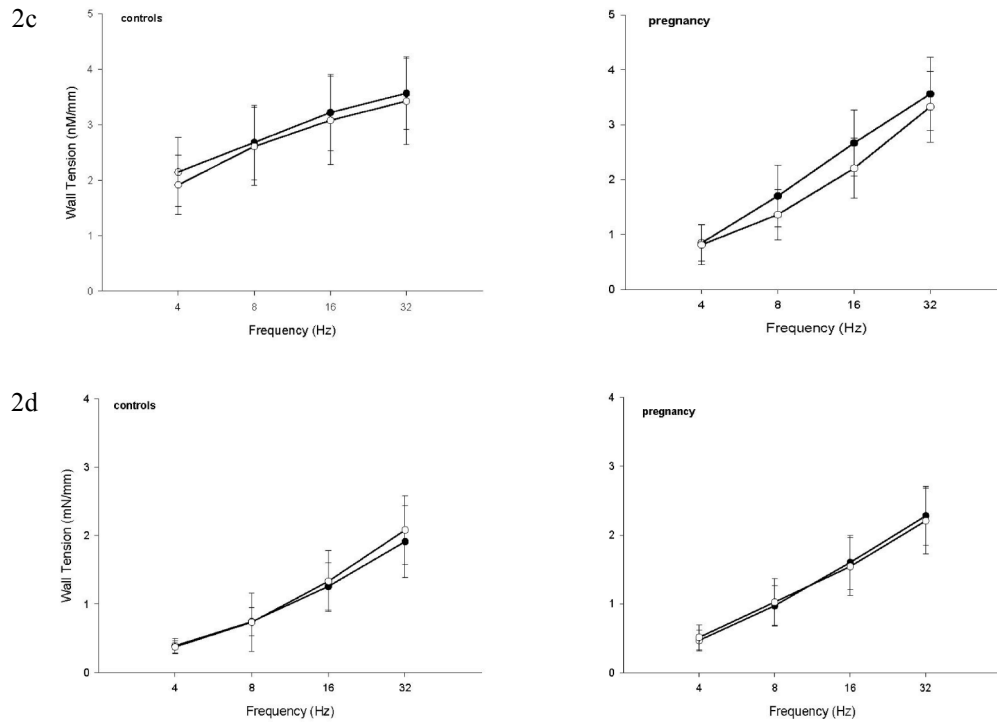 2c
controls
Wall Tension (nM/mm)
5
4
3
2
1
0
4 8 16 32
Frequency (Hz)
pregnancy
5
4
3
2
1
0
4 8 16 32
Frequency (Hz)
2d
controls
Wall Tension (mN/mm)
4
3
2
1
0
4 8 16 32
Frequency (Hz)
pregnancy
4
3
2
1
0
4 8 16 32
Frequency (Hz)